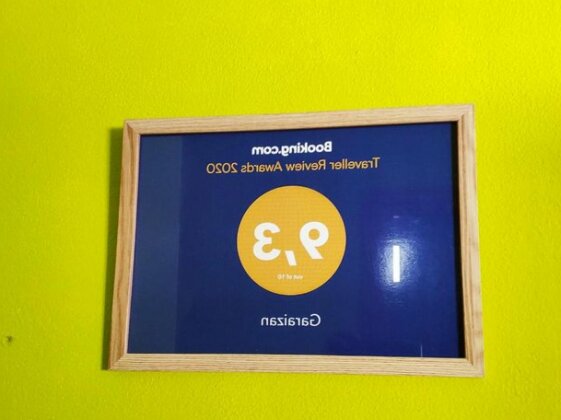 Booking.com
Traveller Review Awards 2020
9,3
out of 10
Garaizan